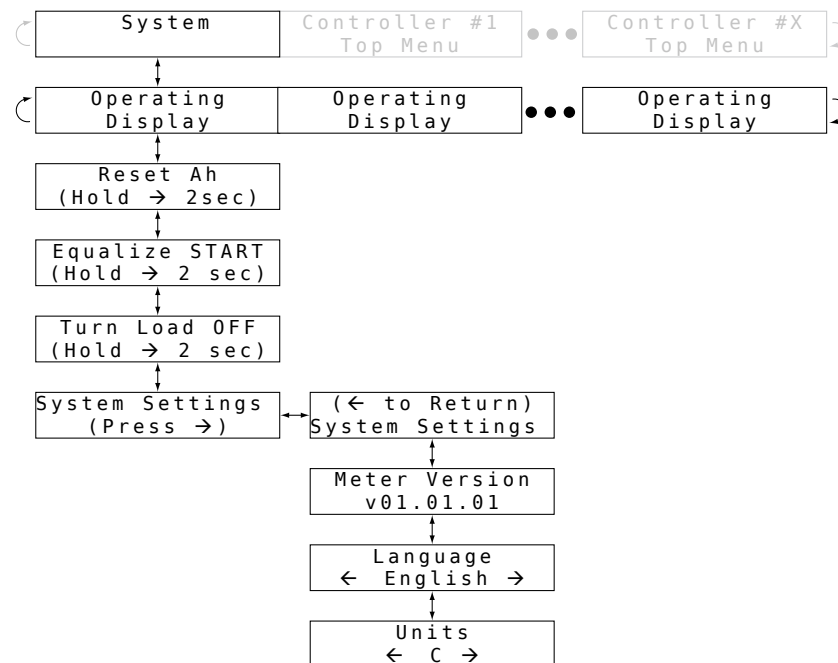 System
Controller #1
Top Menu
Controller #X
Top Menu
Operating
Display
Operating
Display
Operating
Display
Reset Ah
(Hold → 2sec)
Equalize START
(Hold → 2 sec)
Turn Load OFF
(Hold → 2 sec)
System Settings
(Press →)
(← to Return)
System Settings
Meter Version
v01.01.01
Language
← English →
Units
← C →